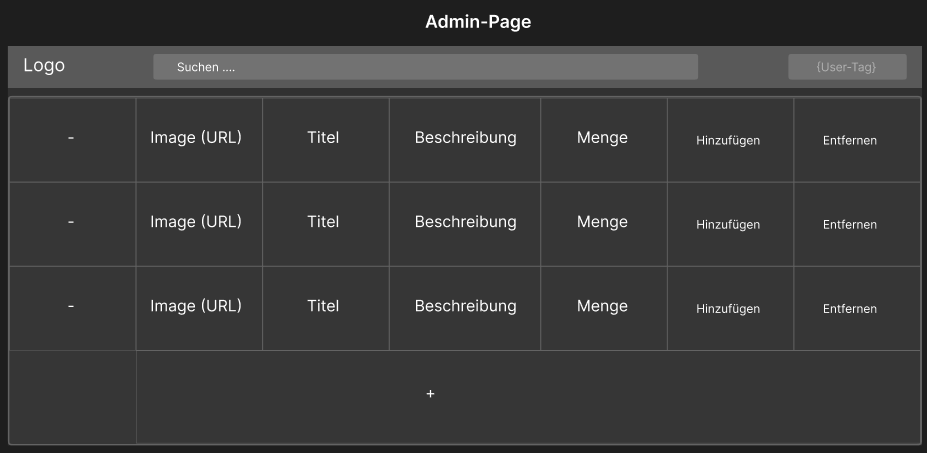 Admin-Page
Logo Suchen .... {User-Tag}
- Image (URL) Titel Beschreibung Menge Hinzufügen Entfernen
- Image (URL) Titel Beschreibung Menge Hinzufügen Entfernen
- Image (URL) Titel Beschreibung Menge Hinzufügen Entfernen
+